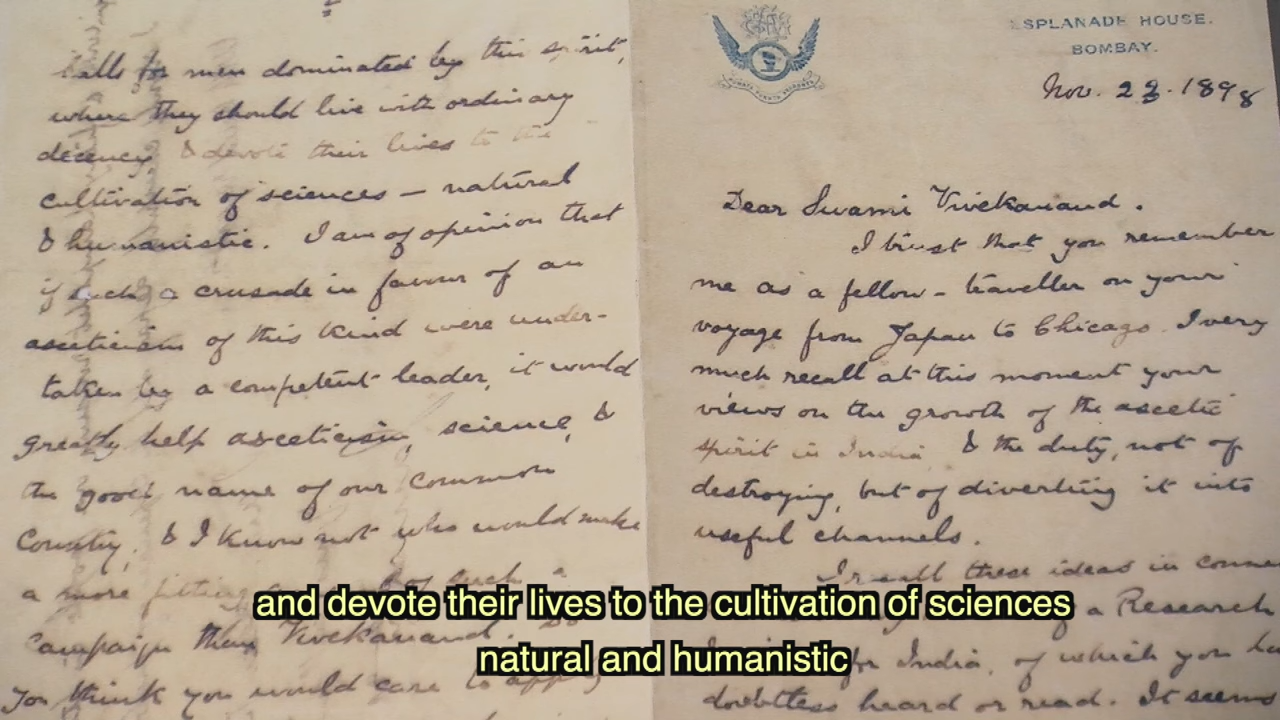 halls for men dominated by this spirit,
where they should live with ordinary
decency, & devote their lives to the
cultivation of sciences — natural
& humanistic. I am of opinion that
if such a crusade in favour of an
asceticism of this kind were under-
taken by a competent leader, it would
greatly help asceticism, science, &
the good name of our common
country, & I know not who would make
a more fitting such a
campaign than Vivekanand. Do
you think you would care to apply
ESPLANADE HOUSE.
BOMBAY.
Nov. 23. 1898
Dear Swami Vivekanand.
I trust that you remember
me as a fellow-traveller on your
voyage from Japan to Chicago. I very
much recall at this moment your
views on the growth of the ascetic
spirit in India & the duty, not of
destroying, but of diverting it into
useful channels.
I recall these ideas in conne
a Research
for India, of which you ha
doubtless heard or read. It seems
and devote their lives to the cultivation of sciences
natural and humanistic